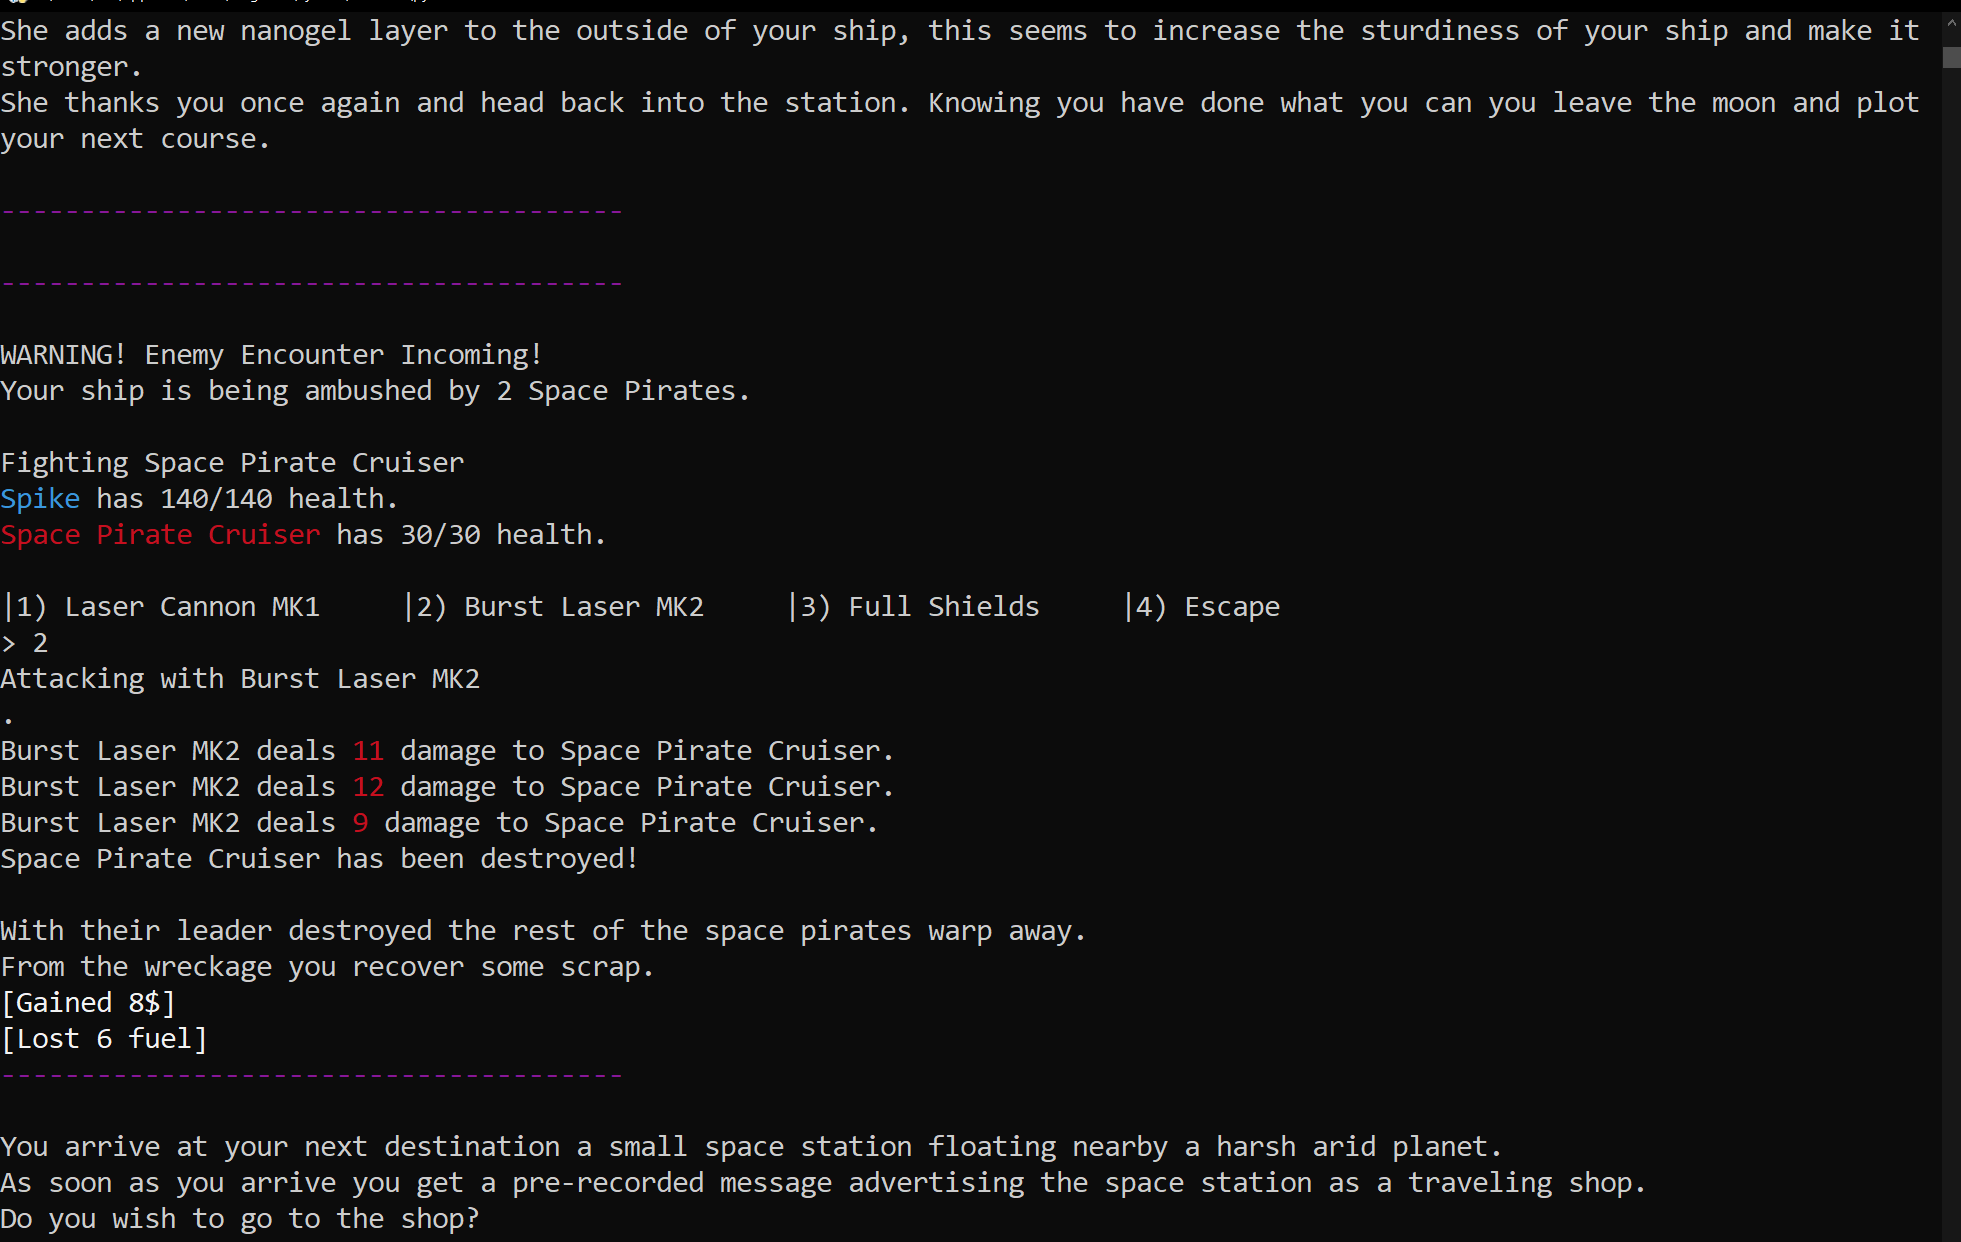 She adds a new nanogel layer to the outside of your ship, this seems to increase the sturdiness of your ship and make it
stronger.
She thanks you once again and head back into the station. Knowing you have done what you can you leave the moon and plot
your next course.
---------------------------------------
---------------------------------------
WARNING! Enemy Encounter Incoming!
Your ship is being ambushed by 2 Space Pirates.
Fighting Space Pirate Cruiser
Spike has 140/140 health.
Space Pirate Cruiser has 30/30 health.
|1) Laser Cannon MK1     |2) Burst Laser MK2     |3) Full Shields     |4) Escape
> 2
Attacking with Burst Laser MK2
.
Burst Laser MK2 deals 11 damage to Space Pirate Cruiser.
Burst Laser MK2 deals 12 damage to Space Pirate Cruiser.
Burst Laser MK2 deals 9 damage to Space Pirate Cruiser.
Space Pirate Cruiser has been destroyed!
With their leader destroyed the rest of the space pirates warp away.
From the wreckage you recover some scrap.
[Gained 8$]
[Lost 6 fuel]
---------------------------------------
You arrive at your next destination a small space station floating nearby a harsh arid planet.
As soon as you arrive you get a pre-recorded message advertising the space station as a traveling shop.
Do you wish to go to the shop?